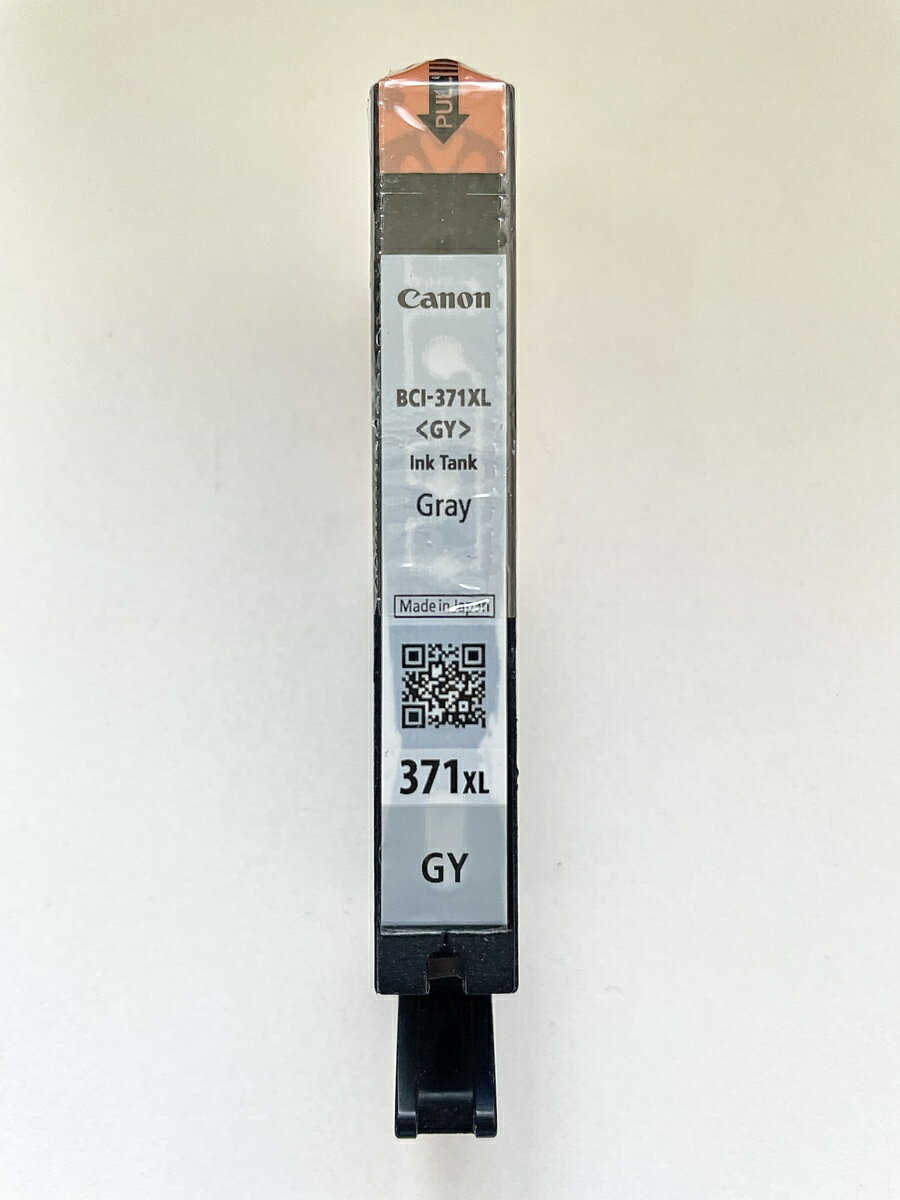 PULL
Canon
BCI-371XL
<GY>
Ink Tank
Gray
Made in Japan
371XL
GY